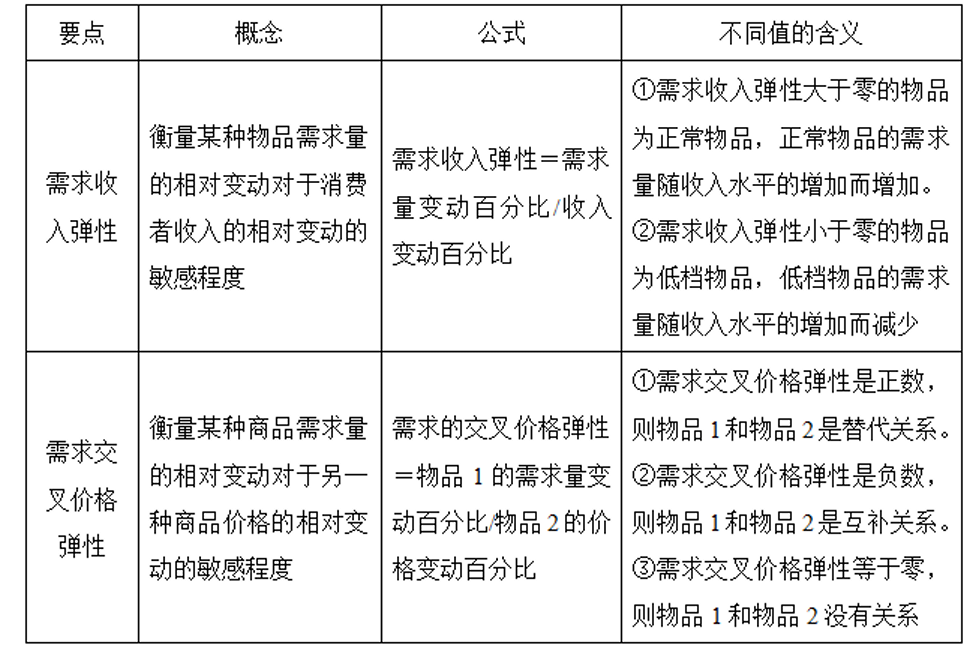 要点
概念
公式
不同值的含义
需求收
入弹性
衡量某种物品需求量
的相对变动对于消费
者收入的相对变动的
敏感程度
需求收入弹性＝需求
量变动百分比/收入
变动百分比
①需求收入弹性大于零的物品
为正常物品，正常物品的需求
量随收入水平的增加而增加。
②需求收入弹性小于零的物品
为低档物品，低档物品的需求
量随收入水平的增加而减少
需求交
叉价格
弹性
衡量某种商品需求量
的相对变动对于另一
种商品价格的相对变
动的敏感程度
需求的交叉价格弹性
＝物品 1 的需求量变
动百分比/物品 2 的价
格变动百分比
①需求交叉价格弹性是正数，
则物品 1 和物品 2 是替代关系。
②需求交叉价格弹性是负数，
则物品 1 和物品 2 是互补关系。
③需求交叉价格弹性等于零，
则物品 1 和物品 2 没有关系